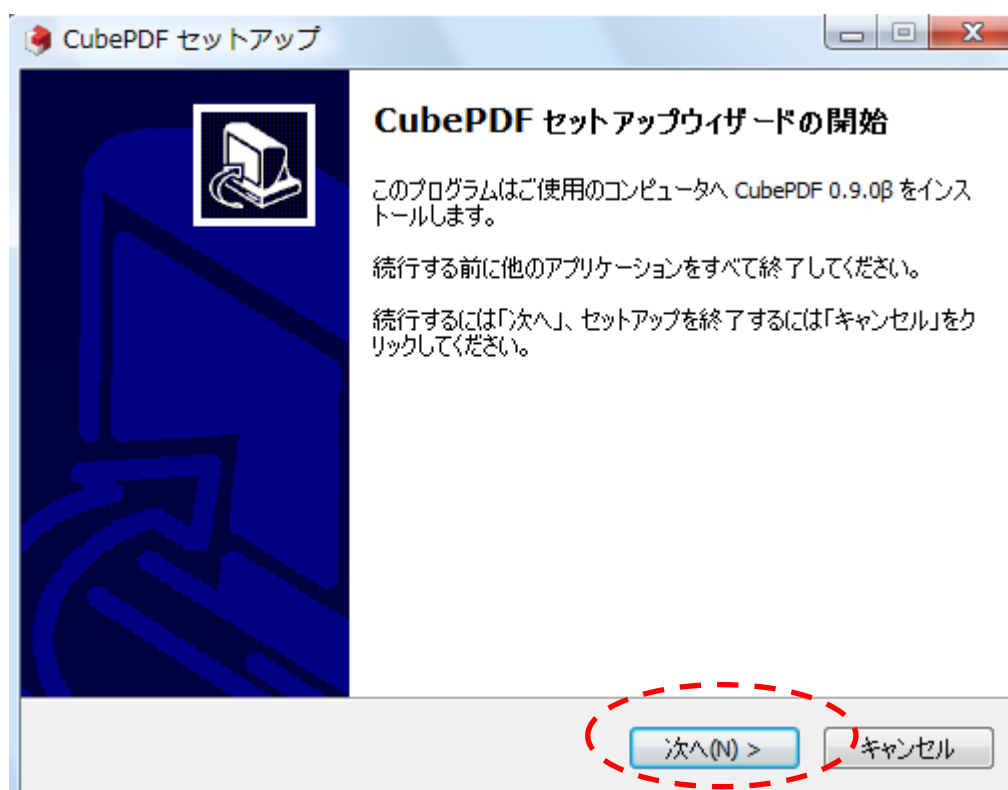 CubePDF セットアップ
CubePDF セットアップウィザードの開始
このプログラムはご使用のコンピュータへ CubePDF 0.9.0β をインス
トールします。
続行する前に他のアプリケーションをすべて終了してください。
続行するには「次へ」、セットアップを終了するには「キャンセル」をク
リックしてください。
次へ(N) >
キャンセル